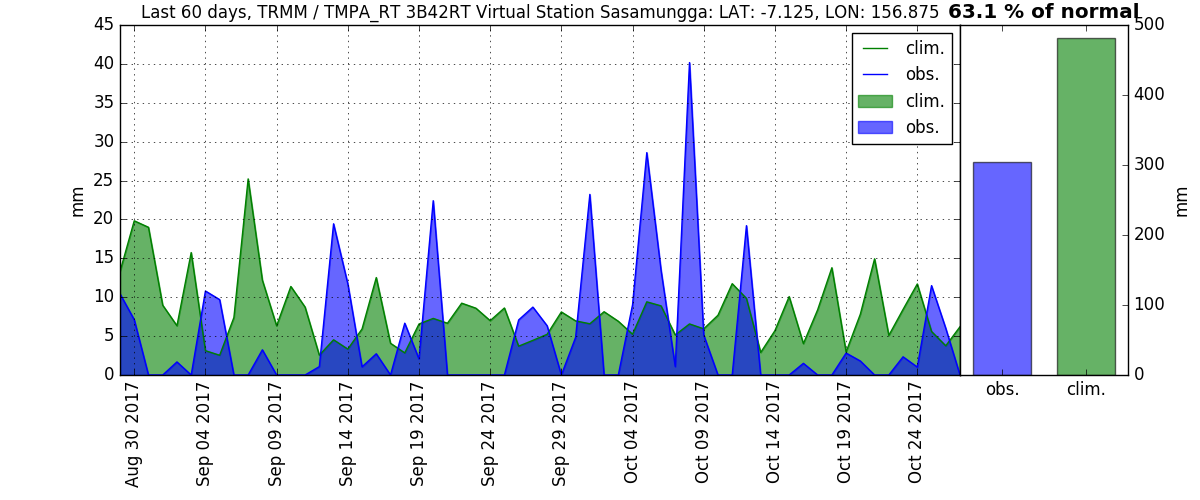 Last 60 days, TRMM / TMPA_RT 3B42RT Virtual Station Sasamungga: LAT: -7.125, LON: 156.875 63.1 % of normal
45
40
35
30
25
20
15
10
5
0
mm
clim.
obs.
clim.
obs.
500
400
300
200
100
0
mm
Aug 30 2017
Sep 04 2017
Sep 09 2017
Sep 14 2017
Sep 19 2017
Sep 24 2017
Sep 29 2017
Oct 04 2017
Oct 09 2017
Oct 14 2017
Oct 19 2017
Oct 24 2017
obs.
clim.